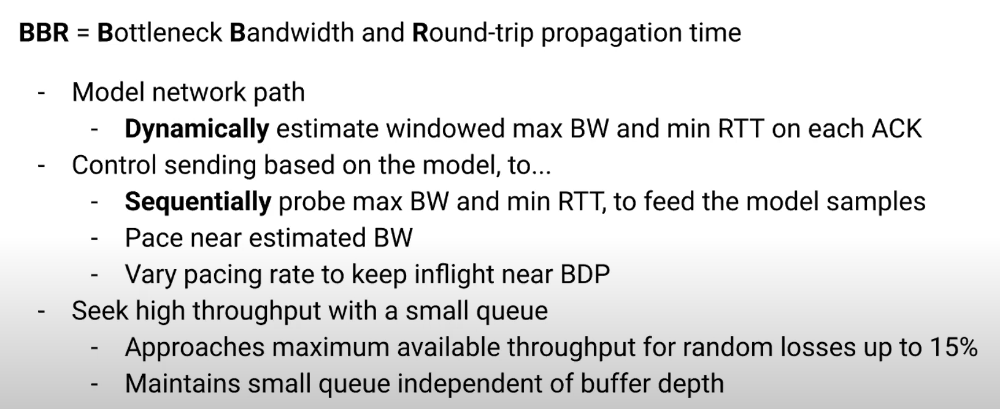 BBR = Bottleneck Bandwidth and Round-trip propagation time
- Model network path
- Dynamically estimate windowed max BW and min RTT on each ACK
- Control sending based on the model, to...
- Sequentially probe max BW and min RTT, to feed the model samples
- Pace near estimated BW
- Vary pacing rate to keep inflight near BDP
- Seek high throughput with a small queue
- Approaches maximum available throughput for random losses up to 15%
- Maintains small queue independent of buffer depth